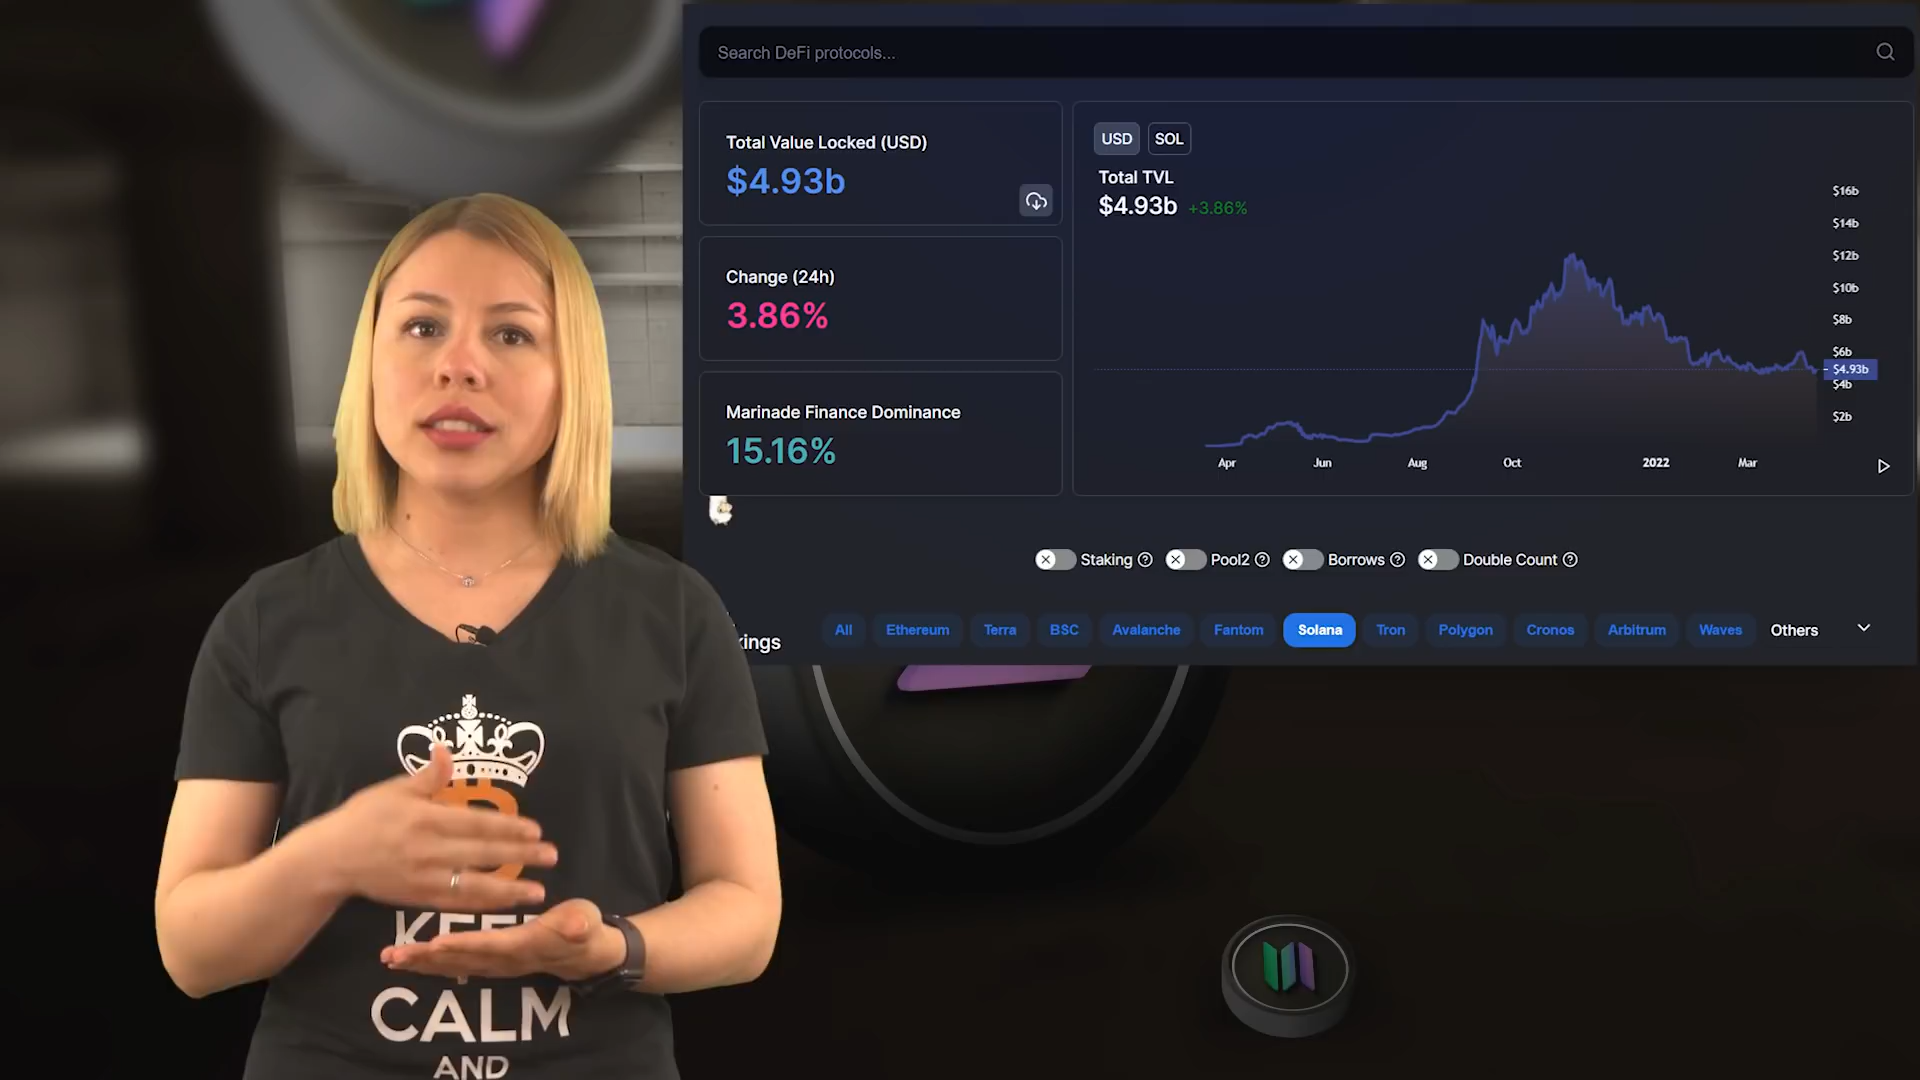 Search DeFi protocols...
Total Value Locked (USD)
$4.93b
Change (24h)
3.86%
Marinade Finance Dominance
15.16%
USD SOL
Total TVL
$4.93b +3.86%
$16b
$14b
$12b
$10b
$8b
$6b
$4.93b
$4b
$2b
Apr Jun Aug Oct 2022 Mar
Staking Pool2 Borrows Double Count
kings
All Ethereum Terra BSC Avalanche Fantom Solana Tron Polygon Cronos Arbitrum Waves Others
CALM
AND